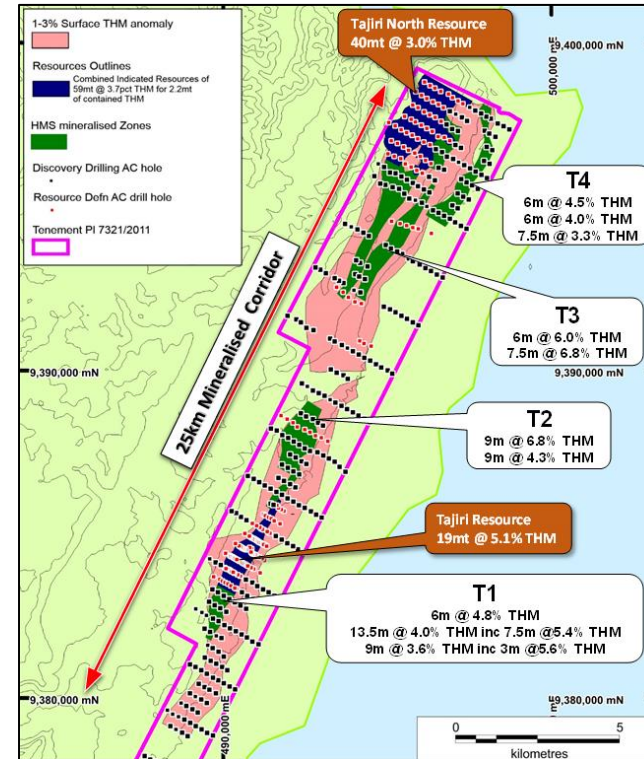 1-3% Surface THM anomaly
Resources Outlines
Combined Indicated Resources of
59mt @ 3.7pct THM for 2.2mt
of contained THM
HMS mineralised Zones
Discovery Drilling AC hole
Resource Defn AC drill hole
Tenement Pl 7321/2011
Tajiri North Resource
40mt @ 3.0% THM
500,000 mE
9,400,000 mN
T4
6m @ 4.5% THM
6m @ 4.0% THM
7.5m @ 3.3% THM
25km Mineralised Corridor
T3
6m @ 6.0% THM
7.5m @ 6.8% THM
9,390,000 mN
9,390,000 mN
T2
9m @ 6.8% THM
9m @ 4.3% THM
Tajiri Resource
19mt @ 5.1% THM
T1
6m @ 4.8% THM
13.5m @ 4.0% THM inc 7.5m @5.4% THM
9m @ 3.6% THM inc 3m @5.6% THM
9,380,000 mN
490,000 mE
9,380,000 mN
0 5
kilometres